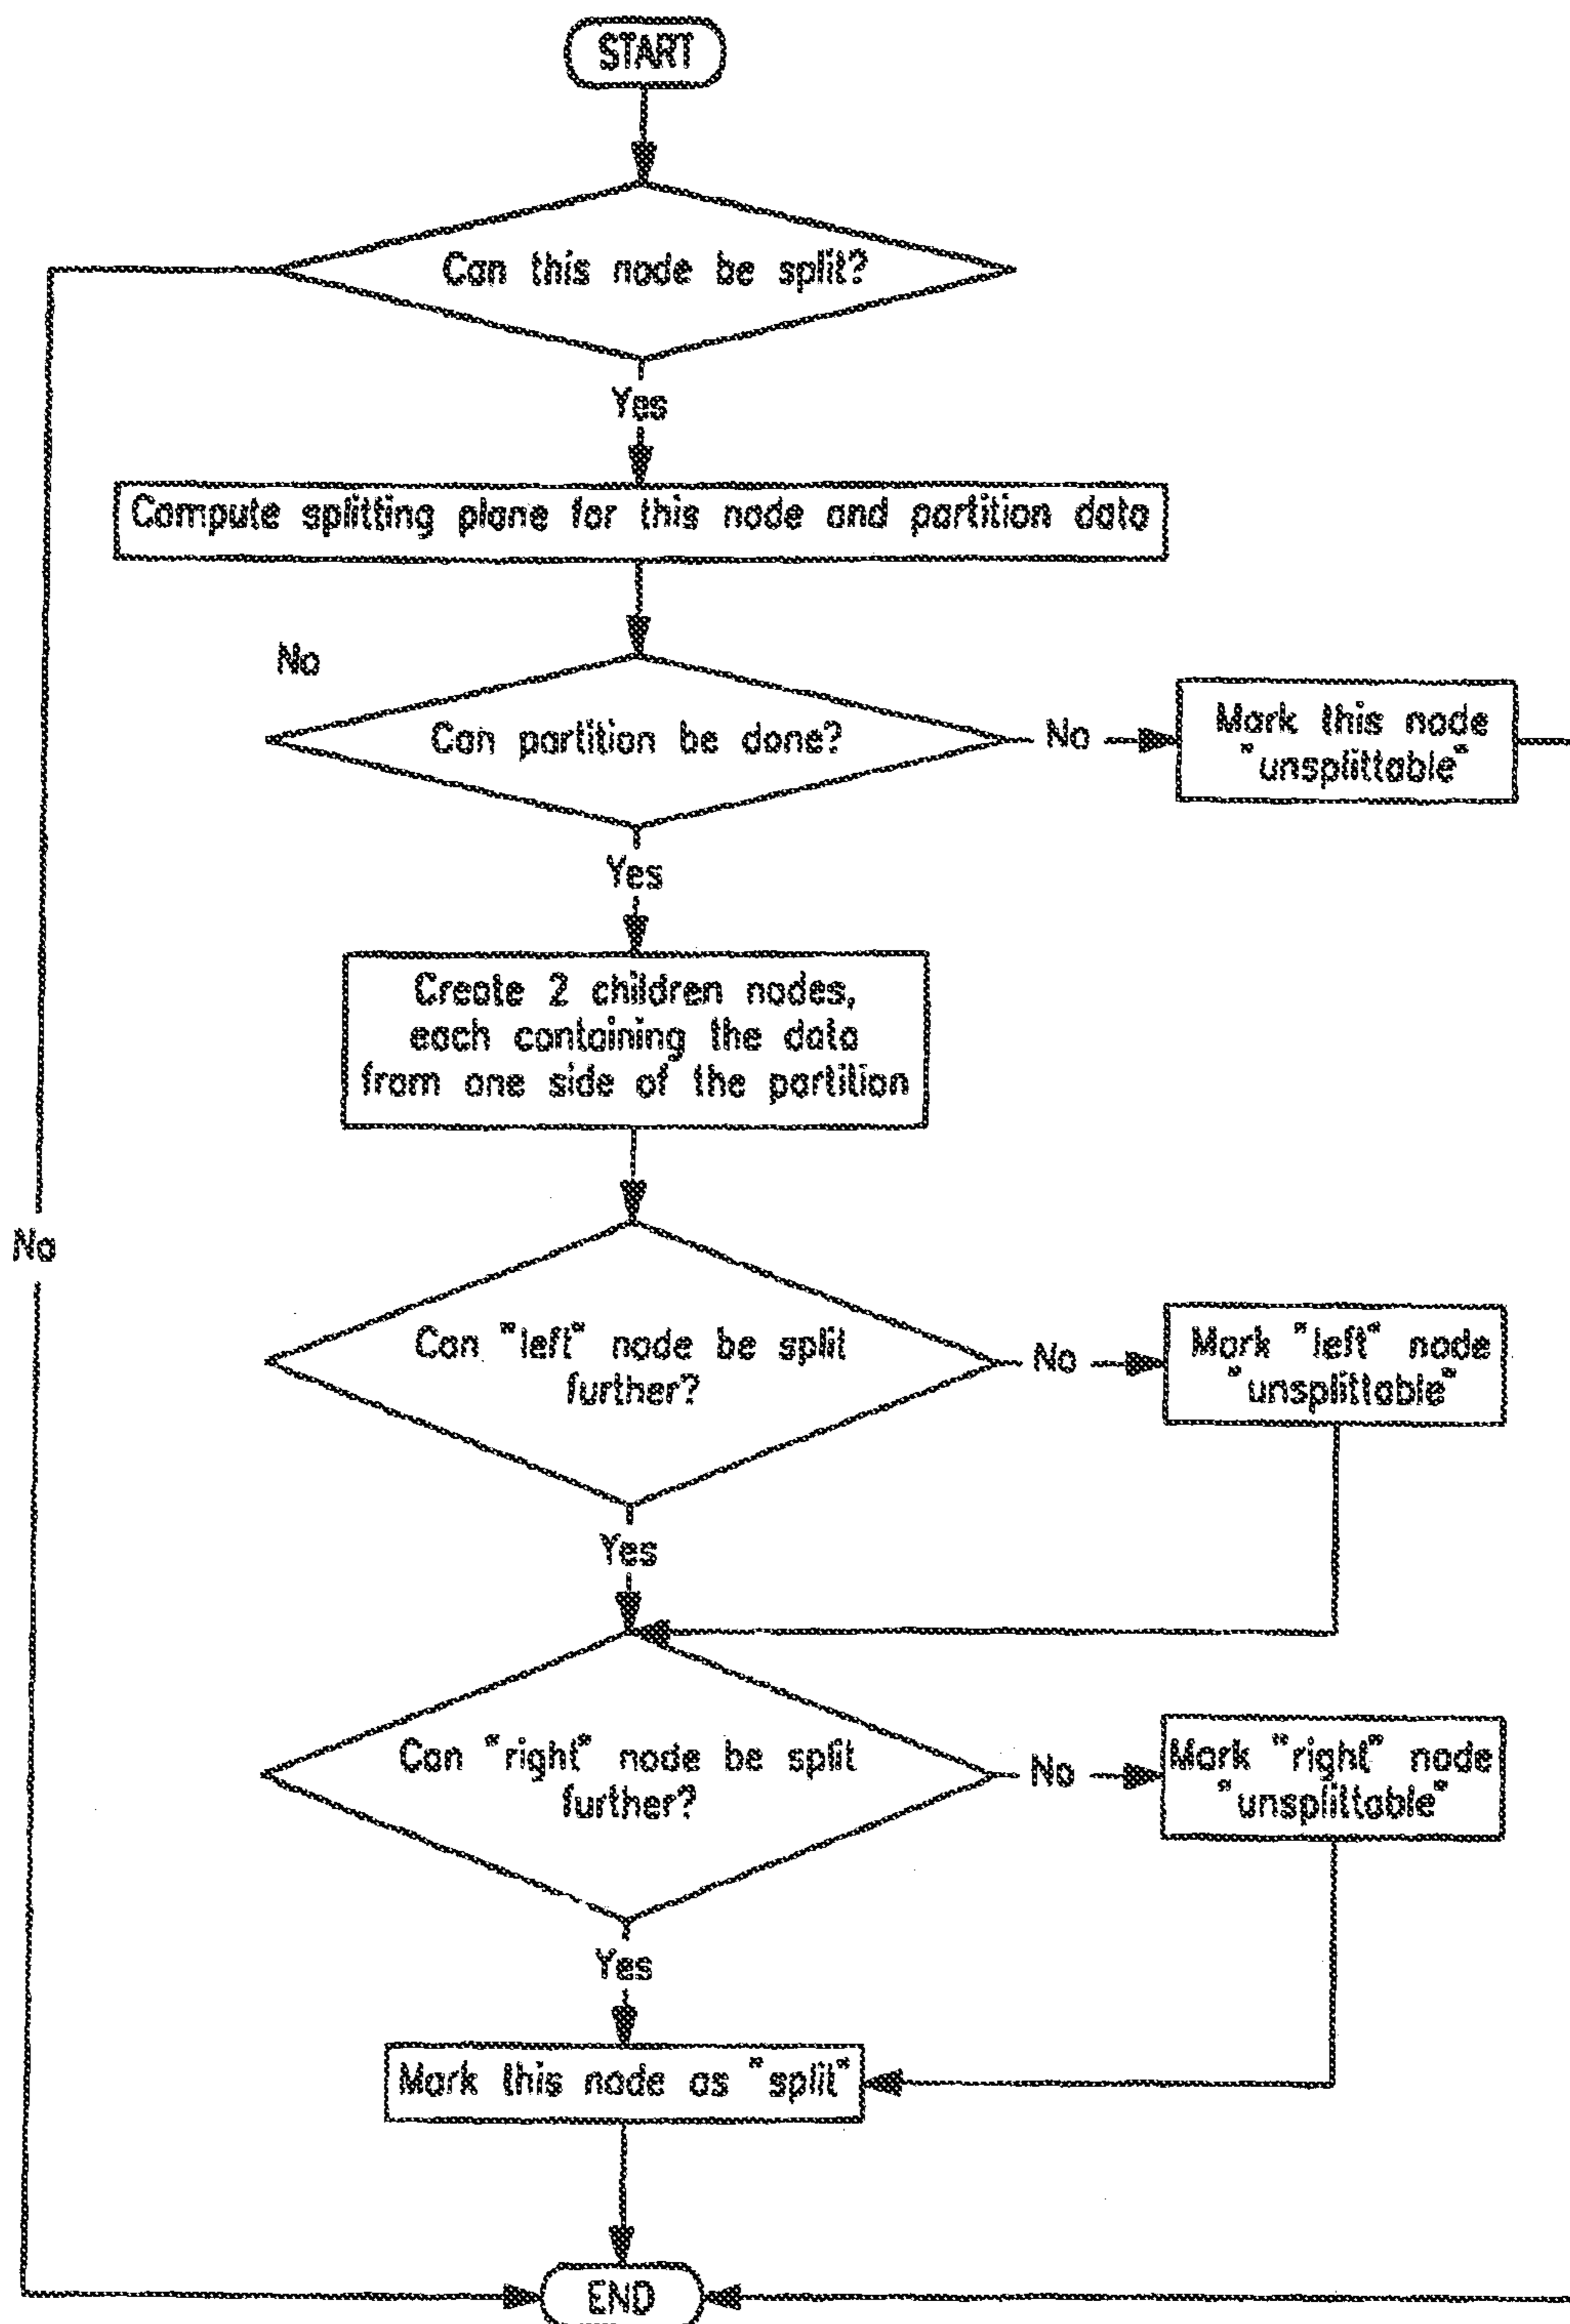 START
Can this node be split?
Yes
Compute splitting plane for this node and partition data
No
Can partition be done?
No
Mark this node
"unsplittable"
Yes
Create 2 children nodes,
each containing the data
from one side of the partition
No
Can "left" node be split
further?
No
Mark "left" node
"unsplittable"
Yes
Can "right" node be split
further?
No
Mark "right" node
"unsplittable"
Yes
Mark this node as "split"
END